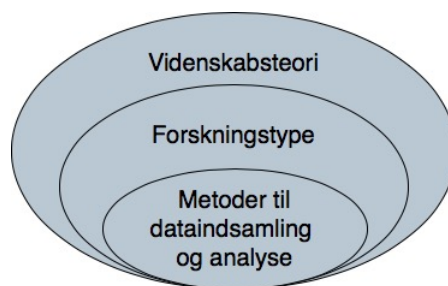 Videnskabsteori
Forskningstype
Metoder til
dataindsamling
og analyse